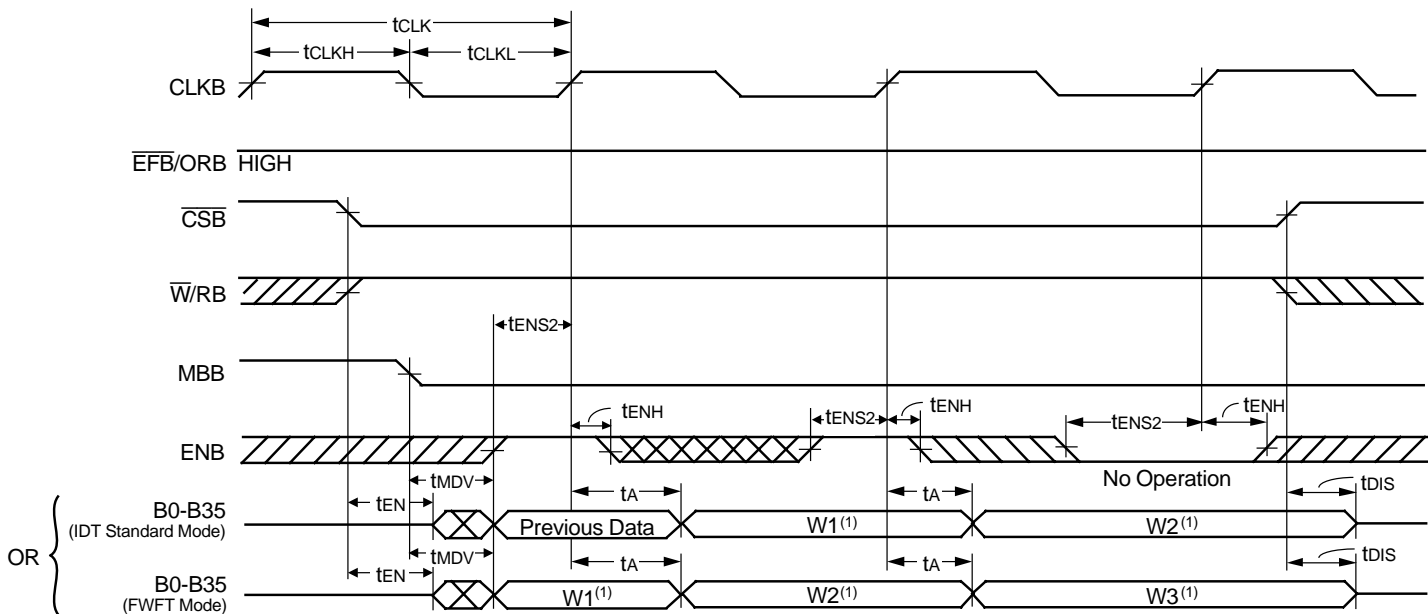 tCLK
tCLKH tCLKL
CLKB
EFB/ORB HIGH
CSB
W/RB
tENS2
MBB
tENH tENS2 tENH tENS2 tENH
ENB
No Operation
tMDV
tEN tA tA tDIS
B0-B35
(IDT Standard Mode)
Previous Data W1(1) W2(1)
OR
tMDV
tEN tA tA tDIS
B0-B35
(FWFT Mode)
W1(1) W2(1) W3(1)